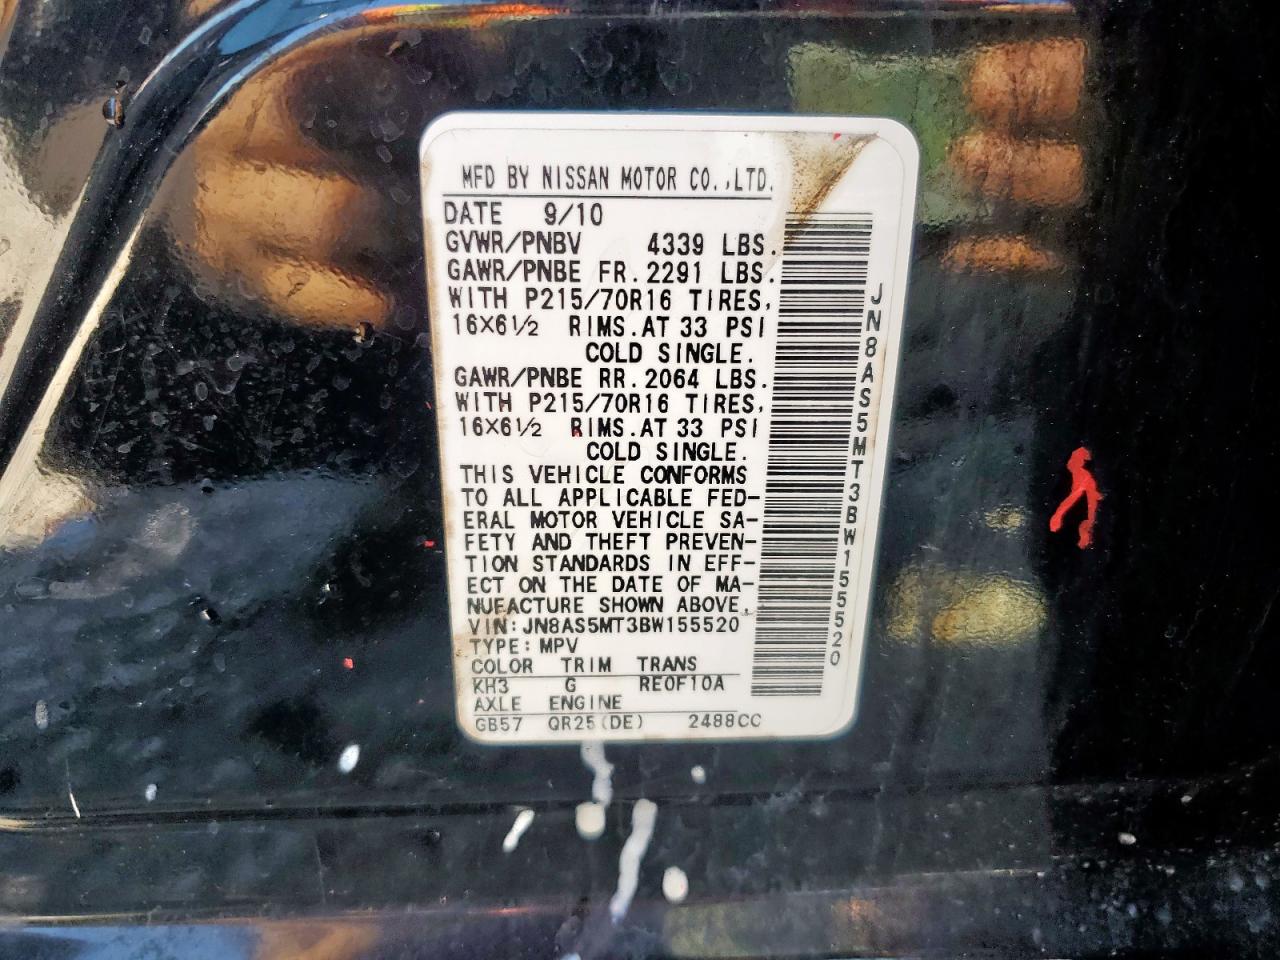 MFD BY NISSAN MOTOR CO.,LTD.
DATE 9/10
GVWR/PNBV 4339 LBS.
GAWR/PNBE FR.2291 LBS.
WITH P215/70R16 TIRES,
16X6½ RIMS.AT 33 PSI
COLD SINGLE.
GAWR/PNBE RR.2064 LBS.
WITH P215/70R16 TIRES,
16X6½ RIMS.AT 33 PSI
COLD SINGLE.
THIS VEHICLE CONFORMS
TO ALL APPLICABLE FED-
ERAL MOTOR VEHICLE SA-
FETY AND THEFT PREVEN-
TION STANDARDS IN EFF-
ECT ON THE DATE OF MA-
NUFACTURE SHOWN ABOVE.
VIN:JN8AS5MT3BW155520
TYPE:MPV
COLOR TRIM TRANS
KH3 G RE0F10A
AXLE ENGINE
GB57 QR25(DE) 2488CC
JN8AS5MT3BW155520